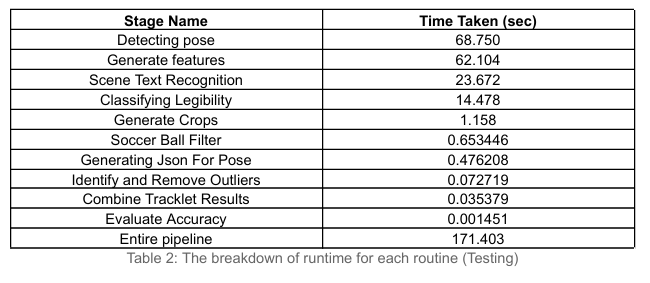 Stage Name Time Taken (sec)
Detecting pose 68.750
Generate features 62.104
Scene Text Recognition 23.672
Classifying Legibility 14.478
Generate Crops 1.158
Soccer Ball Filter 0.653446
Generating Json For Pose 0.476208
Identify and Remove Outliers 0.072719
Combine Tracklet Results 0.035379
Evaluate Accuracy 0.001451
Entire pipeline 171.403
Table 2: The breakdown of runtime for each routine (Testing)